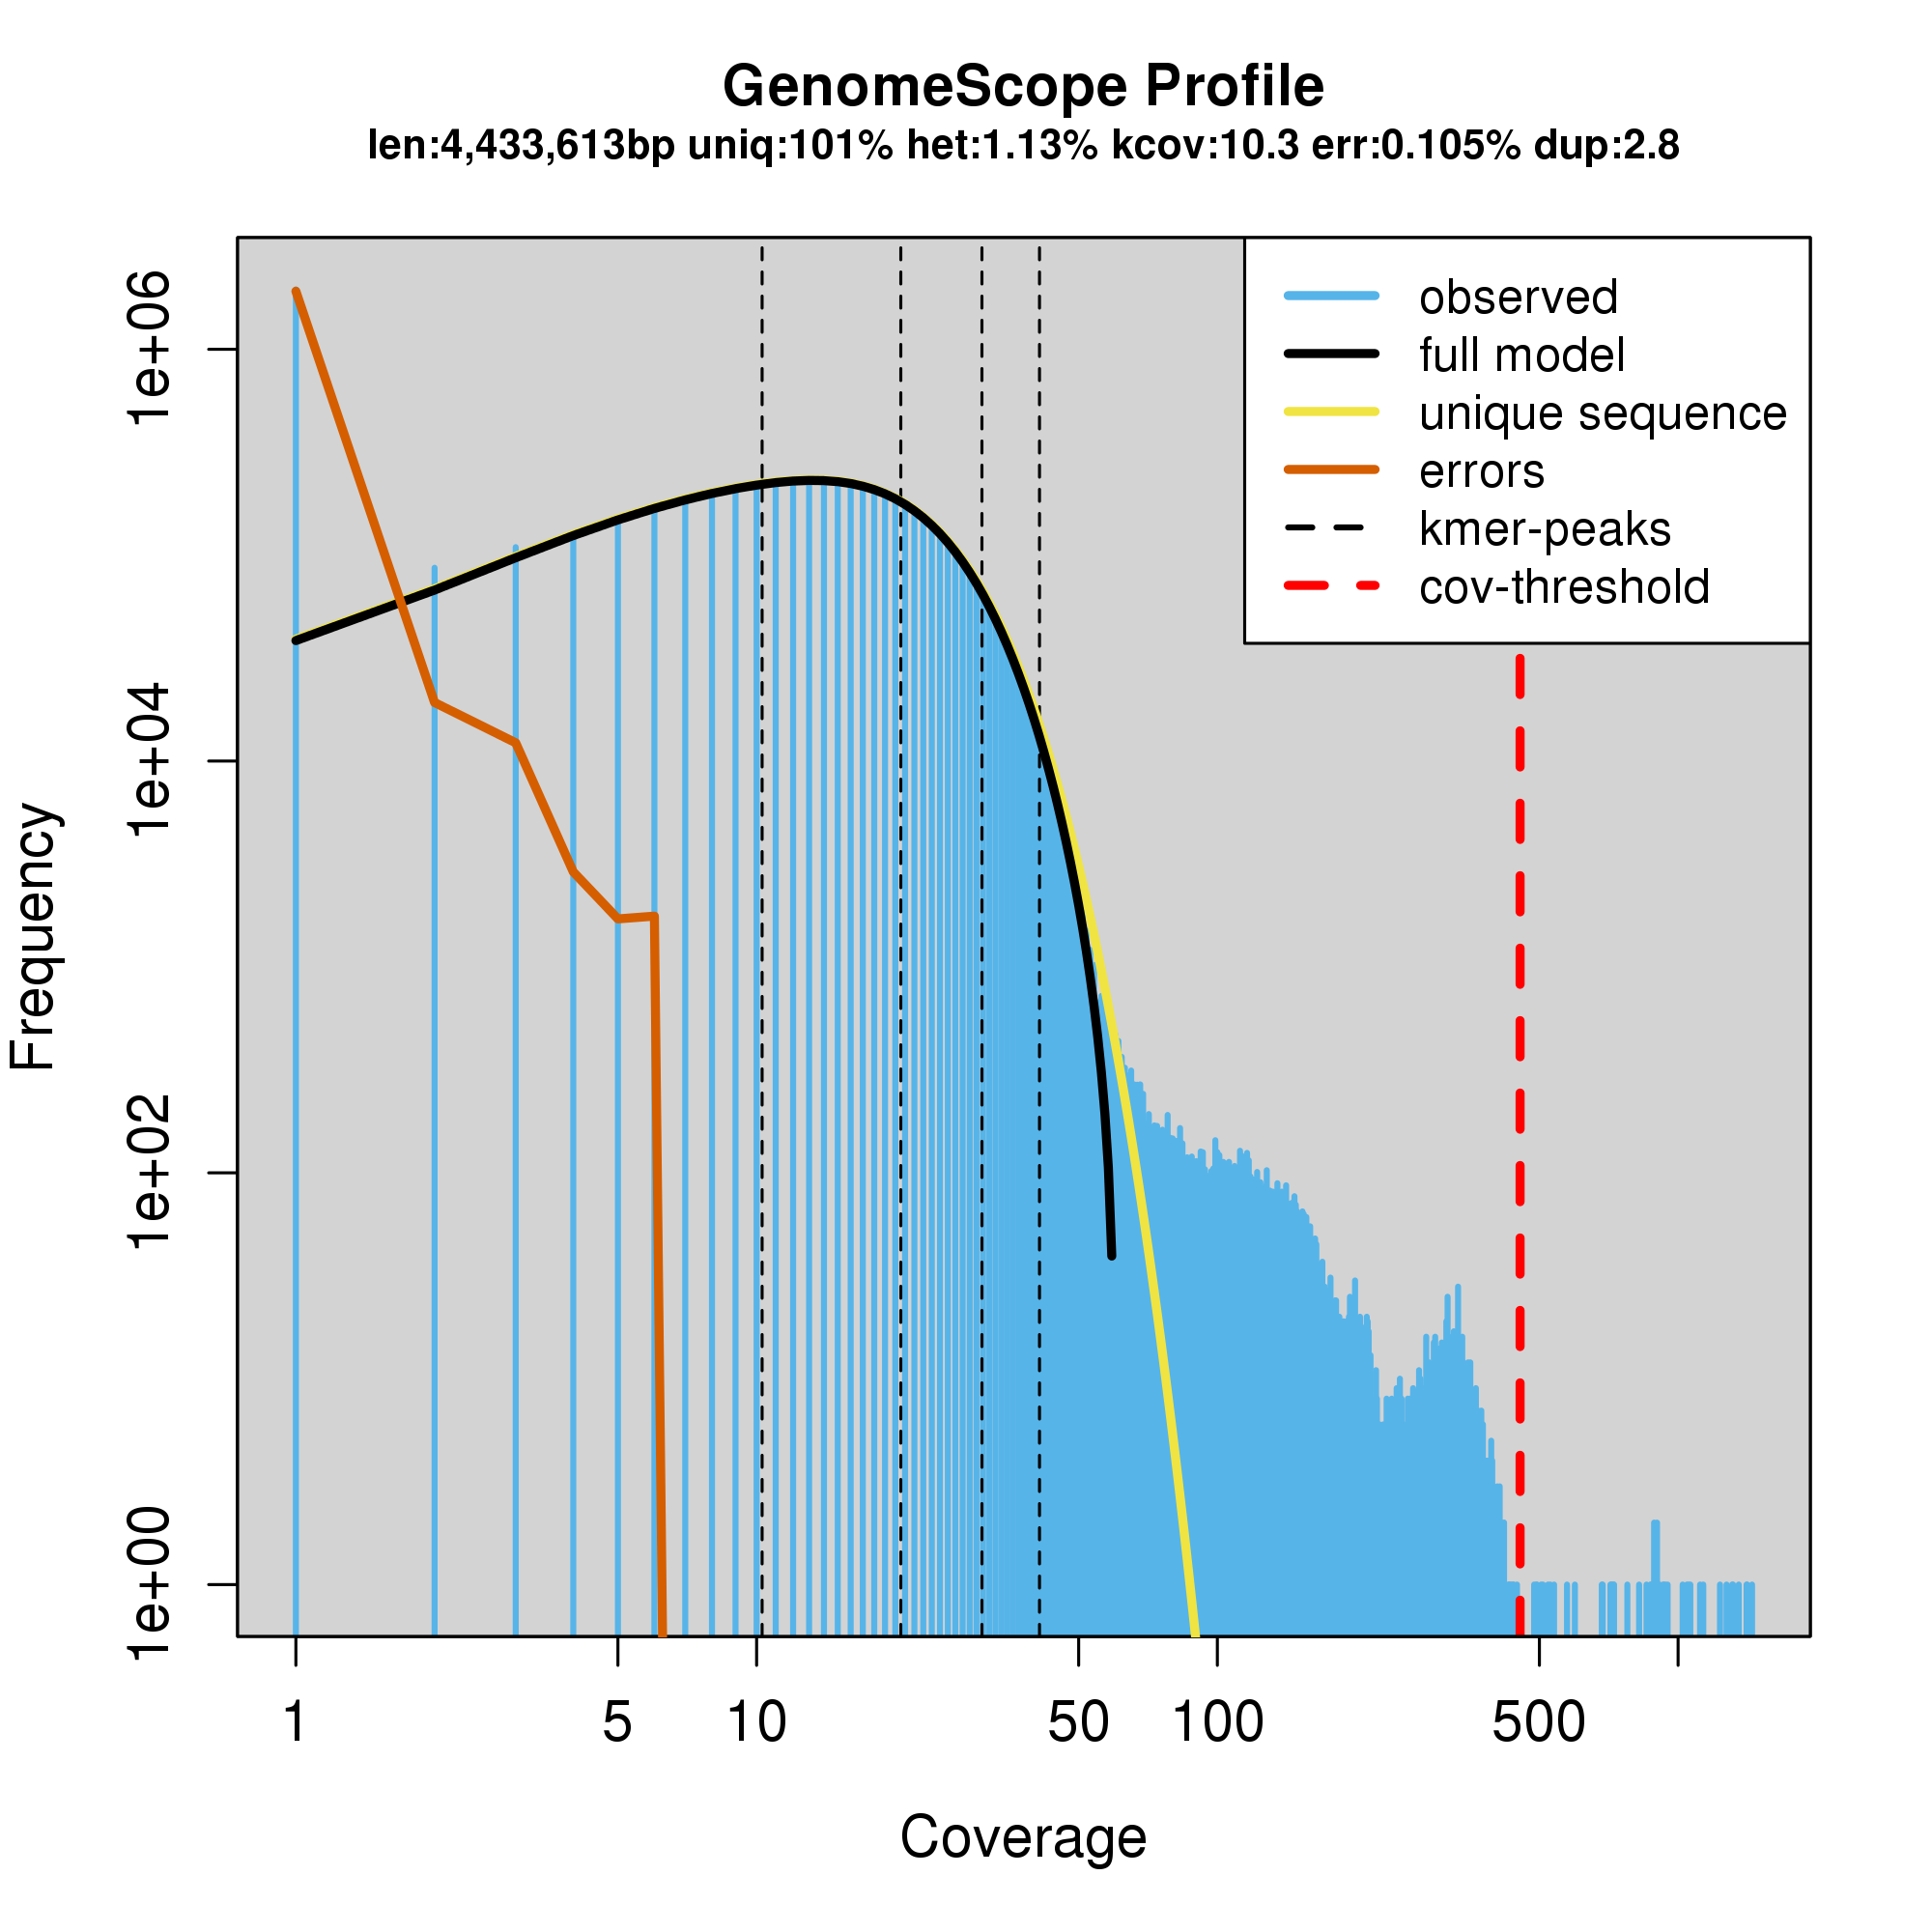 GenomeScope Profile
len:4,433,613bp uniq:101% het:1.13% kcov:10.3 err:0.105% dup:2.8
observed
full model
unique sequence
errors
kmer-peaks
cov-threshold
Frequency
1e+06
1e+04
1e+02
1e+00
1 5 10 50 100 500
Coverage